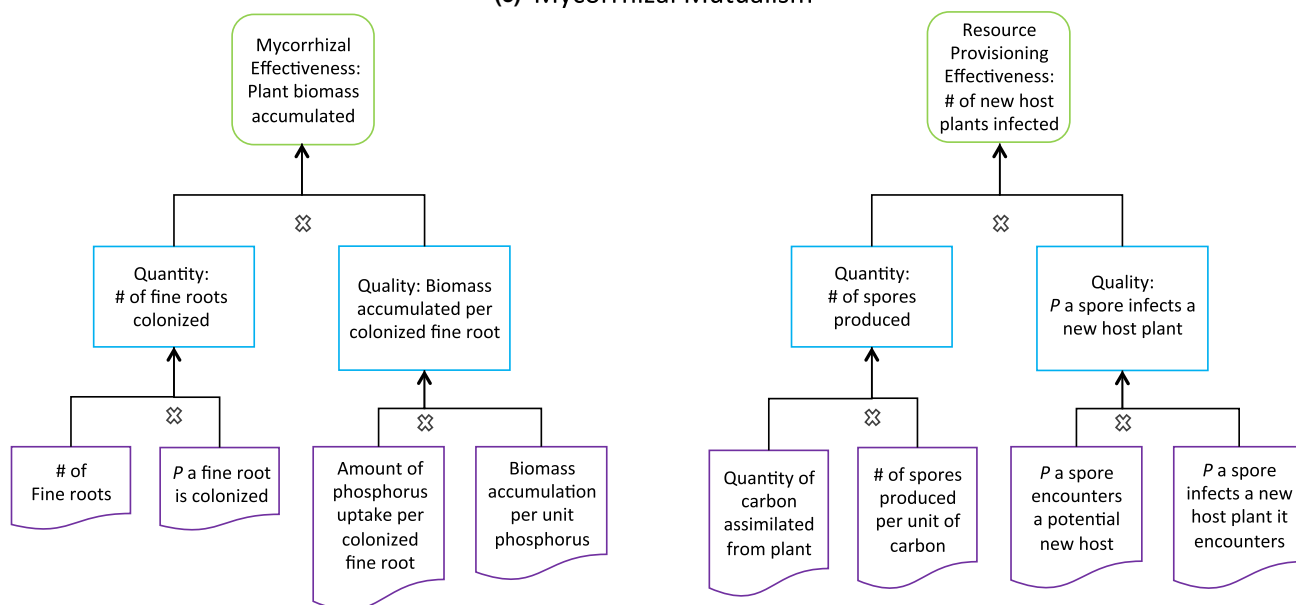 Mycorrhizal Mutualism
Mycorrhizal
Effectiveness:
Plant biomass
accumulated
Resource
Provisioning
Effectiveness:
# of new host
plants infected
Quantity:
# of fine roots
colonized
Quality: Biomass
accumulated per
colonized fine root
Quantity:
# of spores
produced
Quality:
P a spore infects a
new host plant
# of
Fine roots
P a fine root
is colonized
Amount of
phosphorus
uptake per
colonized
fine root
Biomass
accumulation
per unit
phosphorus
Quantity of
carbon
assimilated
from plant
# of spores
produced
per unit of
carbon
P a spore
encounters
a potential
new host
P a spore
infects a new
host plant it
encounters